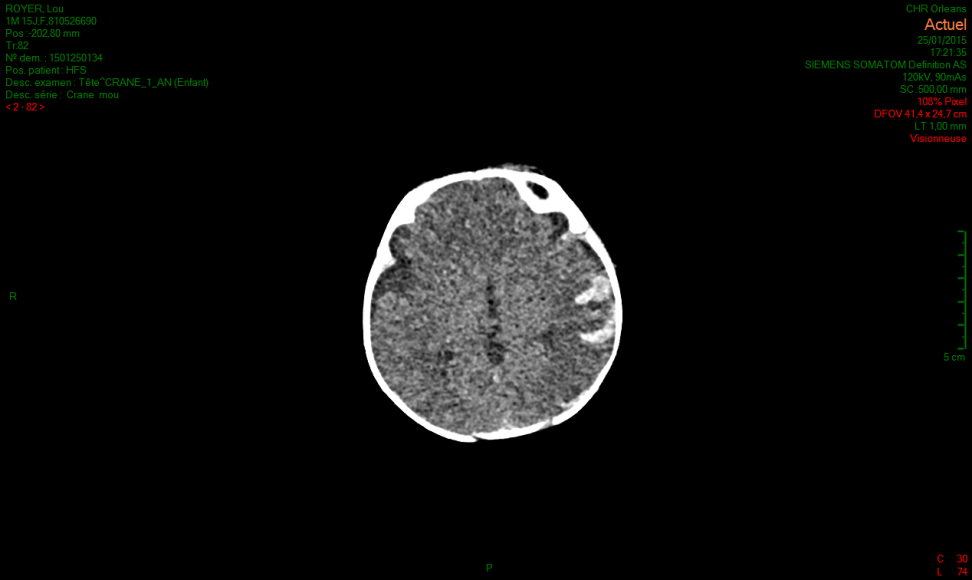 ROYER, Lou
1M 15J,F,810526690
Pos.:-202,80 mm
Tr:82
Nº dem. : 1501250134
Pos. patient : HFS
Desc. examen : Tête^CRANE_1_AN (Enfant)
Desc. série : Crane mou
< 2 - 82 >
CHR Orleans
Actuel
25/01/2015
17:21:35
SIEMENS SOMATOM Definition AS
120kV, 90mAs
SC :500,00 mm
108% Pixel
DFOV 41,4 x 24,7 cm
LT 1,00 mm
Visionneuse
R
5 cm
P
C 30
L 74